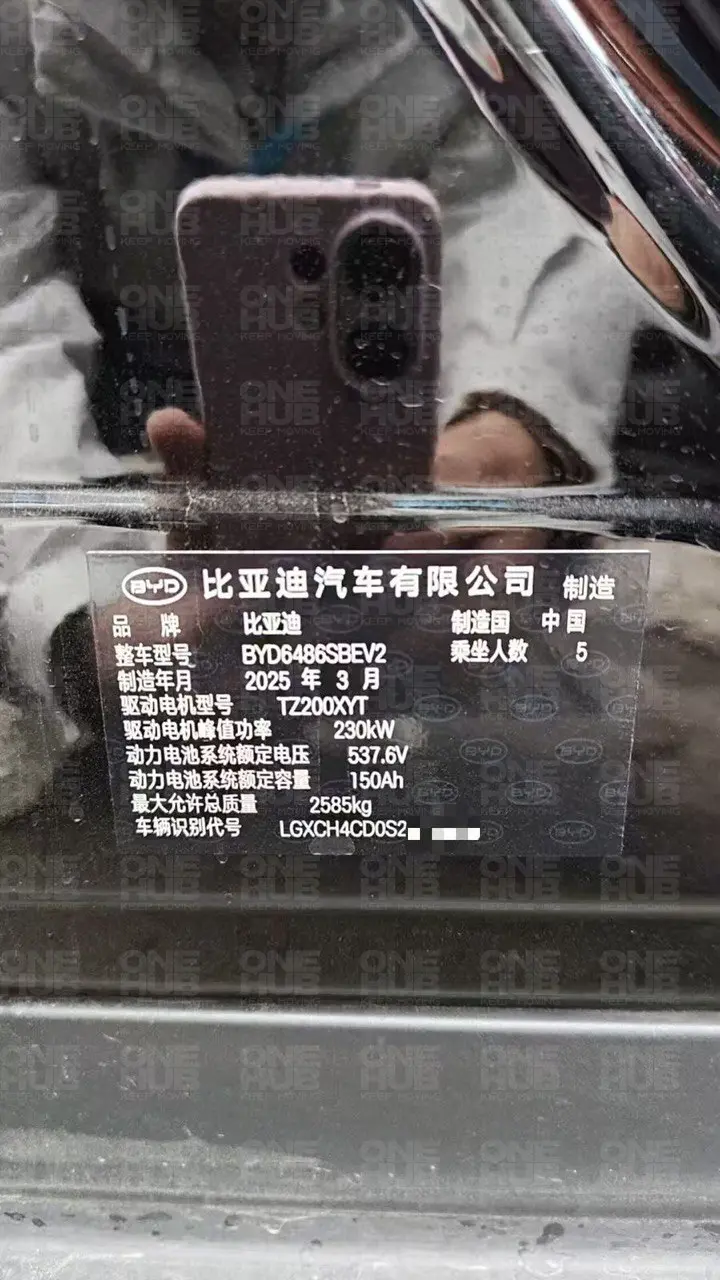 BYD 比亚迪汽车有限公司 制造
品 牌 比亚迪 制造国 中国
整车型号 BYD6486SBEV2 乘坐人数 5
制造年月 2025 年 3 月
驱动电机型号 TZ200XYT
驱动电机峰值功率 230kW
动力电池系统额定电压 537.6V
动力电池系统额定容量 150Ah
最大允许总质量 2585kg
车辆识别代号 LGXCH4CD0S2
ONE HUB
KEEP MOVING